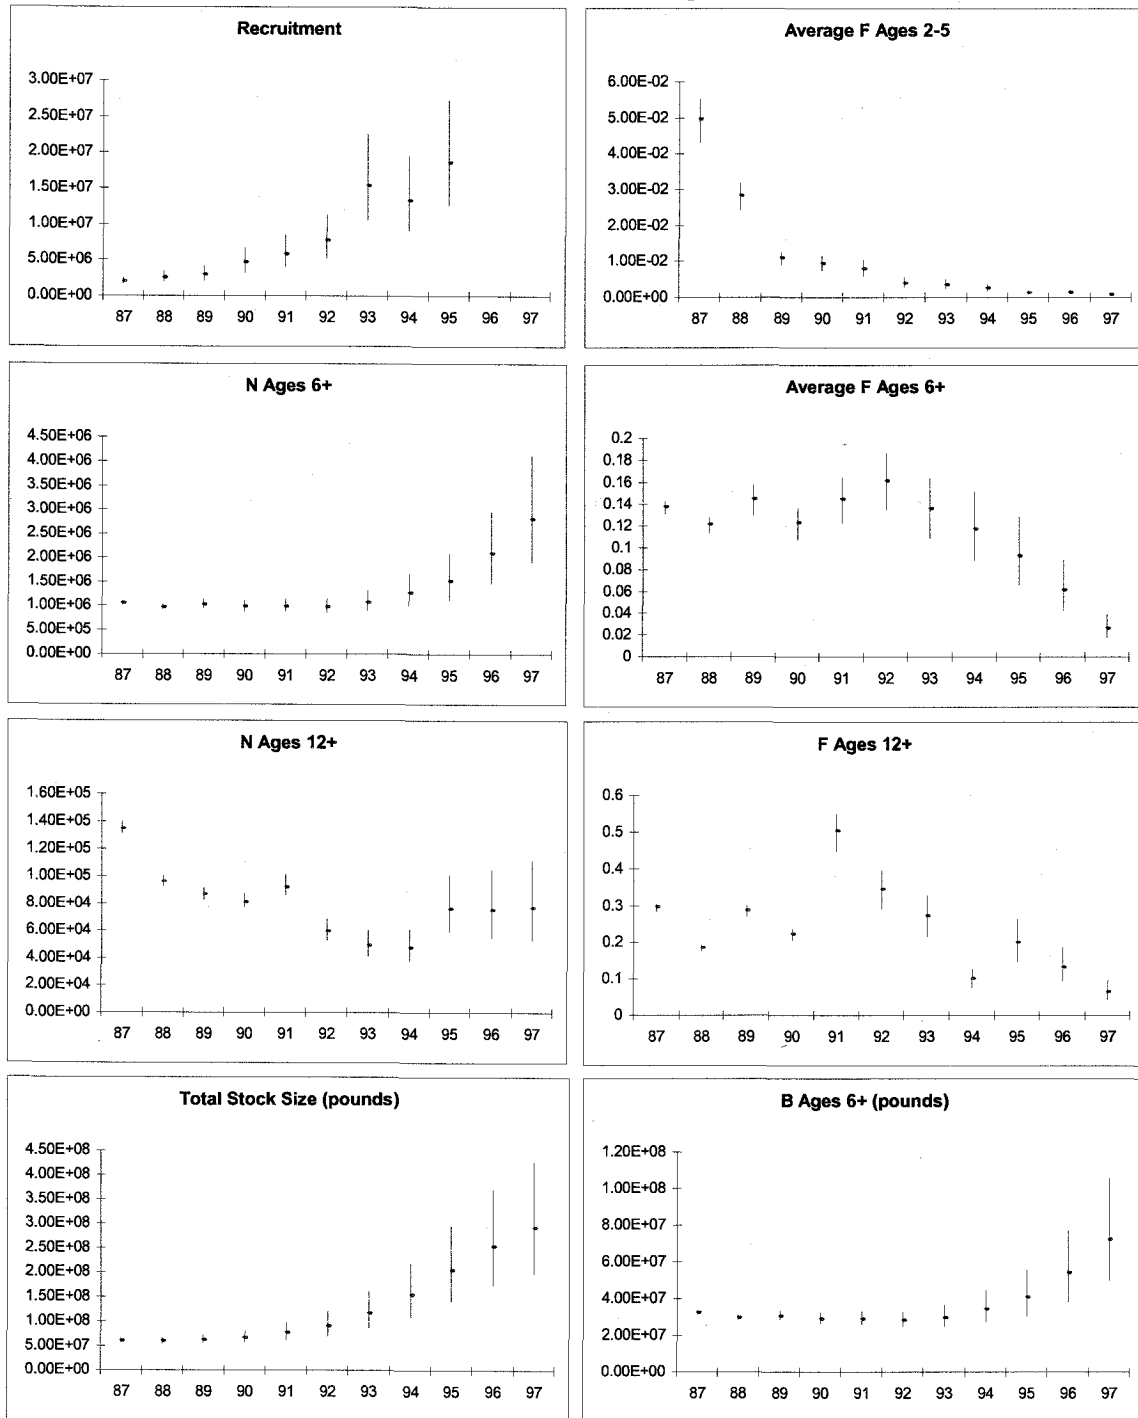 Recruitment
3.00E+07
2.50E+07
2.00E+07
1.50E+07
1.00E+07
5.00E+06
0.00E+00
87 88 89 90 91 92 93 94 95 96 97
Average F Ages 2-5
6.00E-02
5.00E-02
4.00E-02
3.00E-02
2.00E-02
1.00E-02
0.00E+00
87 88 89 90 91 92 93 94 95 96 97
N Ages 6+
4.50E+06
4.00E+06
3.50E+06
3.00E+06
2.50E+06
2.00E+06
1.50E+06
1.00E+06
5.00E+05
0.00E+00
87 88 89 90 91 92 93 94 95 96 97
Average F Ages 6+
0.2
0.18
0.16
0.14
0.12
0.1
0.08
0.06
0.04
0.02
0
87 88 89 90 91 92 93 94 95 96 97
N Ages 12+
1.60E+05
1.40E+05
1.20E+05
1.00E+05
8.00E+04
6.00E+04
4.00E+04
2.00E+04
0.00E+00
87 88 89 90 91 92 93 94 95 96 97
F Ages 12+
0.6
0.5
0.4
0.3
0.2
0.1
0
87 88 89 90 91 92 93 94 95 96 97
Total Stock Size (pounds)
4.50E+08
4.00E+08
3.50E+08
3.00E+08
2.50E+08
2.00E+08
1.50E+08
1.00E+08
5.00E+07
0.00E+00
87 88 89 90 91 92 93 94 95 96 97
B Ages 6+ (pounds)
1.20E+08
1.00E+08
8.00E+07
6.00E+07
4.00E+07
2.00E+07
0.00E+00
87 88 89 90 91 92 93 94 95 96 97